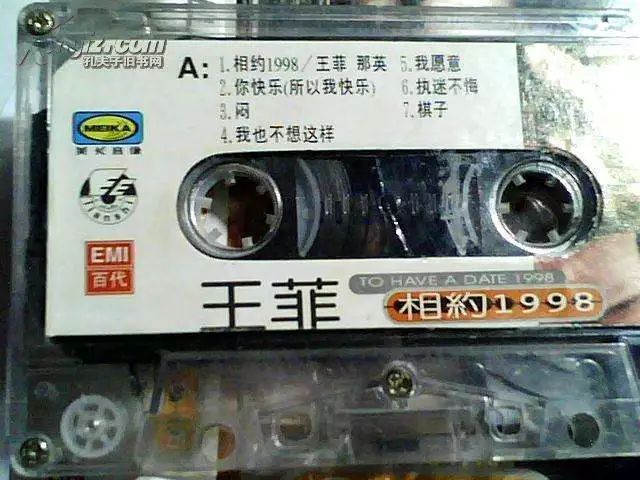 kongfz.com
孔夫子旧书网
A: 1.相约1998/王菲 那英 5.我愿意
2.你快乐(所以我快乐) 6.执迷不悔
3.闷 7.棋子
4.我也不想这样
MEIKA
美卡音像
EMI
百代
TO HAVE A DATE 1998
王菲 相約1998